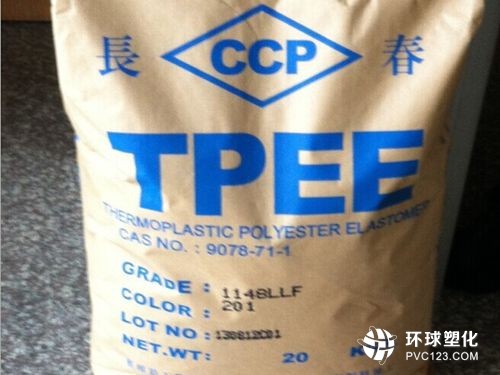 長 CCP 春
TPEE
THERMOPLASTIC POLYESTER ELASTOMER
CAS NO. : 9078-71-1
GRADE : 1148LLF
COLOR : 201
LOT NO :
NET.WT: 20 K
环球塑化
PVC123.com